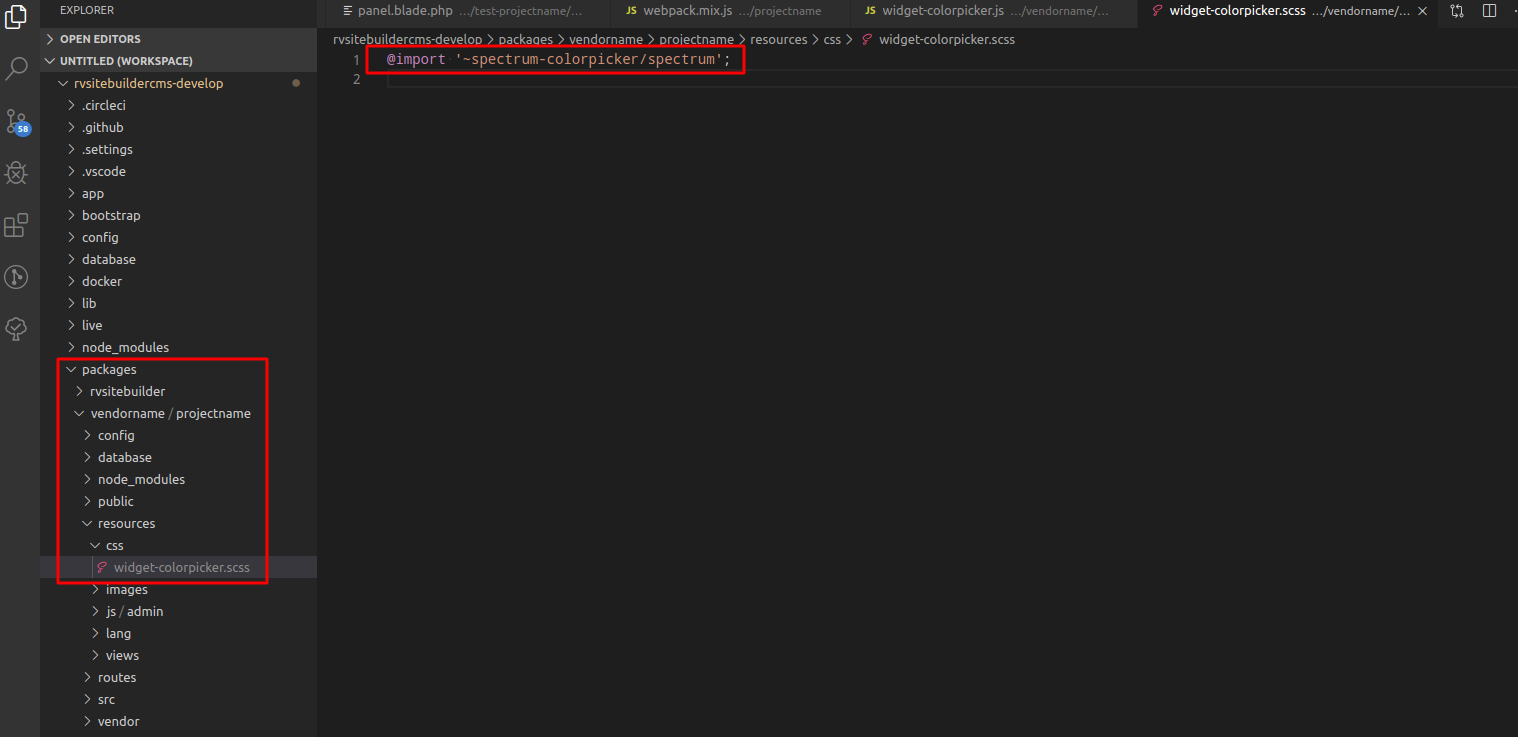 EXPLORER
panel.blade.php .../test-projectname/...
JS webpack.mix.js .../projectname
JS widget-colorpicker.js .../vendorname/...
widget-colorpicker.scss .../vendorname/...
OPEN EDITORS
UNTITLED (WORKSPACE)
58
rvsitebuildercms-develop
.circleci
.github
.settings
.vscode
app
bootstrap
config
database
docker
lib
live
node_modules
packages
rvsitebuilder
vendorname / projectname
config
database
node_modules
public
resources
css
widget-colorpicker.scss
images
js / admin
lang
views
routes
src
vendor
rvsitebuildercms-develop > packages > vendorname > projectname > resources > css > widget-colorpicker.scss
1 @import '~spectrum-colorpicker/spectrum';
2